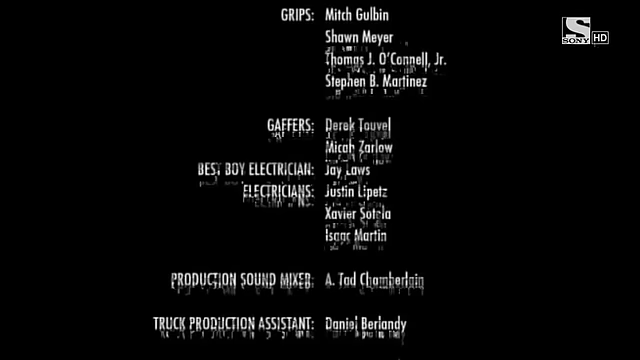 GRIPS: Mitch Gulbin
SONY HD
Shawn Meyer
Thomas J. O'Connell, Jr.
Stephen B. Martinez
GAFFERS: Derek Touvel
Micah Zarlow
BEST BOY ELECTRICIAN: Jay Laws
ELECTRICIANS: Justin Lipetz
Xavier Sotela
Isaac Martin
PRODUCTION SOUND MIXER: A. Tad Chamberlain
TRUCK PRODUCTION ASSISTANT: Daniel Berlandy